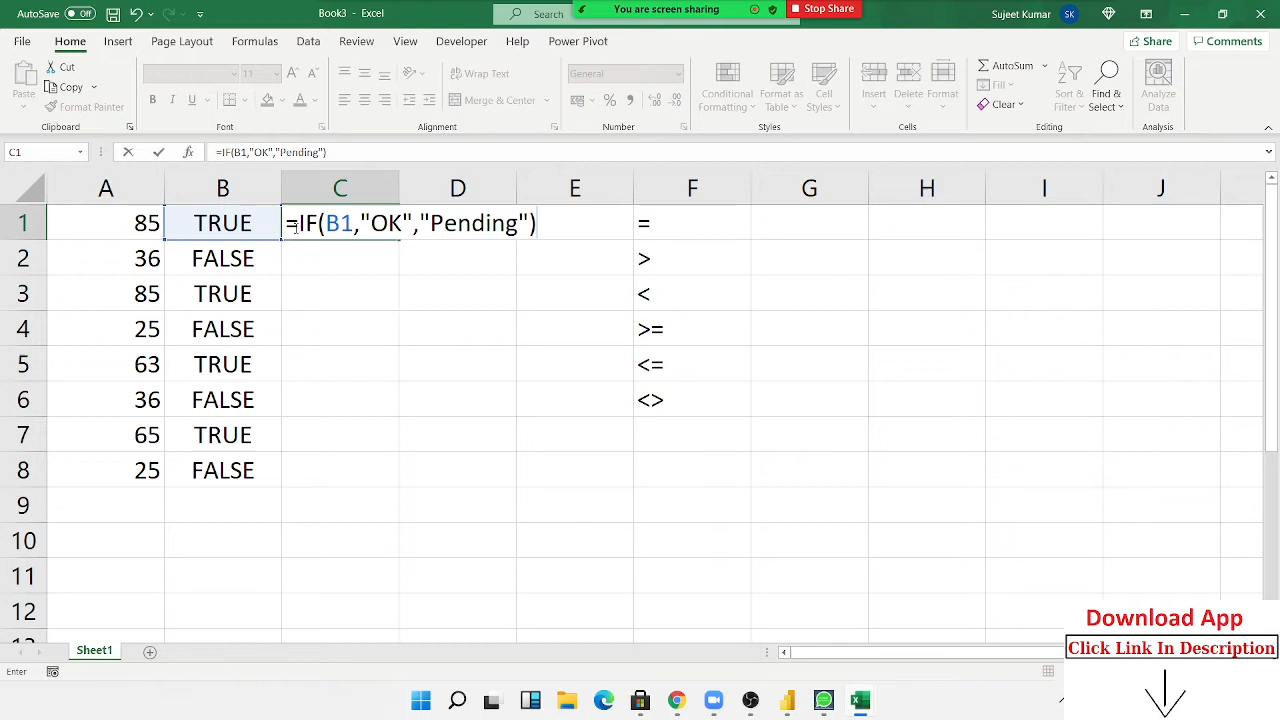 AutoSave Off Book3 - Excel Search You are screen sharing Stop Share Sujeet Kumar SK
File Home Insert Page Layout Formulas Data Review View Developer Help Power Pivot Share Comments
Paste Cut Copy Format Painter
11 B I U
Wrap Text Merge & Center
General % ,
Conditional Formatting Format as Table Cell Styles
Insert Delete Format
AutoSum Fill Clear Sort & Filter Find & Select
Analyze Data
Clipboard Font Alignment Number Styles Cells Editing Analysis
C1 fx =IF(B1,"OK","Pending")
A B C D E F G H I J
1 85 TRUE =IF(B1,"OK","Pending") =
2 36 FALSE >
3 85 TRUE <
4 25 FALSE >=
5 63 TRUE <=
6 36 FALSE <>
7 65 TRUE
8 25 FALSE
9
10
11
12
Download App
Click Link In Description
Sheet1
Enter